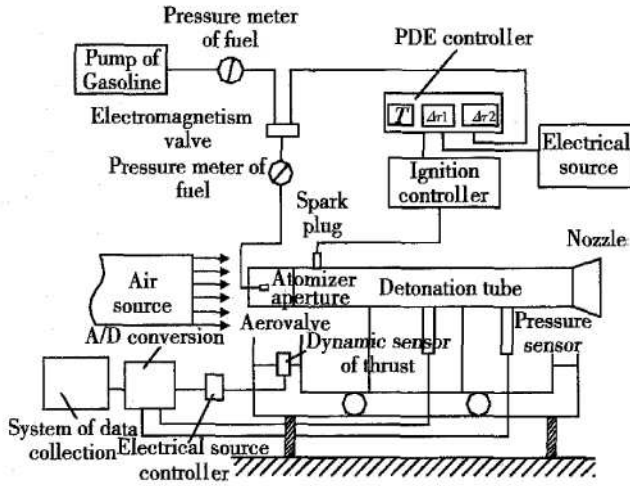 Pressure meter
of fuel
Pump of
Gasoline
PDE controller
T
Δτ1
Δτ2
Electromagnetism
valve
Electrical
source
Pressure meter of
fuel
Ignition
controller
Spark
plug
Nozzle
Air
source
Atomizer
aperture
Detonation tube
Aerovalve
A/D conversion
Dynamic sensor
of thrust
Pressure
sensor
System of data
collection
Electrical source
controller